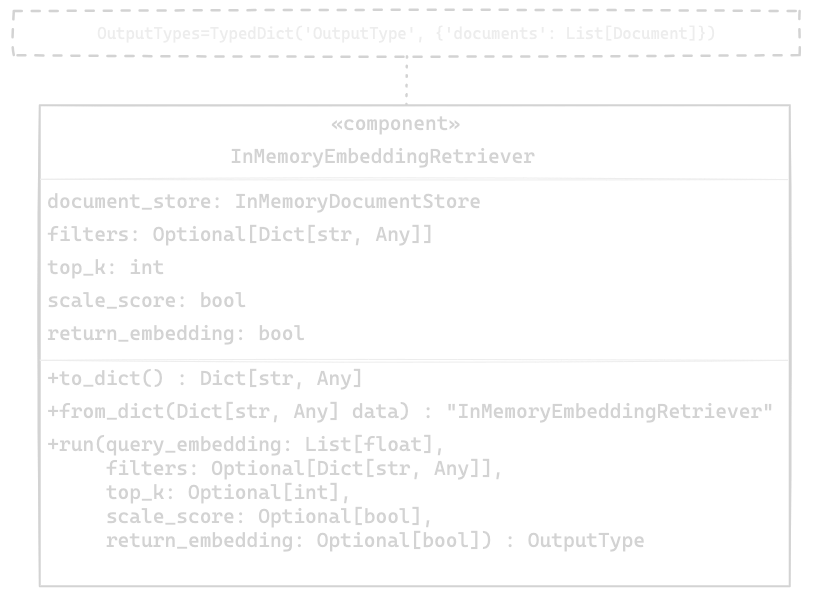 OutputTypes=TypedDict('OutputType', {'documents': List[Document]})
«component»
InMemoryEmbeddingRetriever
document_store: InMemoryDocumentStore
filters: Optional[Dict[str, Any]]
top_k: int
scale_score: bool
return_embedding: bool
+to_dict() : Dict[str, Any]
+from_dict(Dict[str, Any] data) : "InMemoryEmbeddingRetriever"
+run(query_embedding: List[float],
filters: Optional[Dict[str, Any]],
top_k: Optional[int],
scale_score: Optional[bool],
return_embedding: Optional[bool]) : OutputType